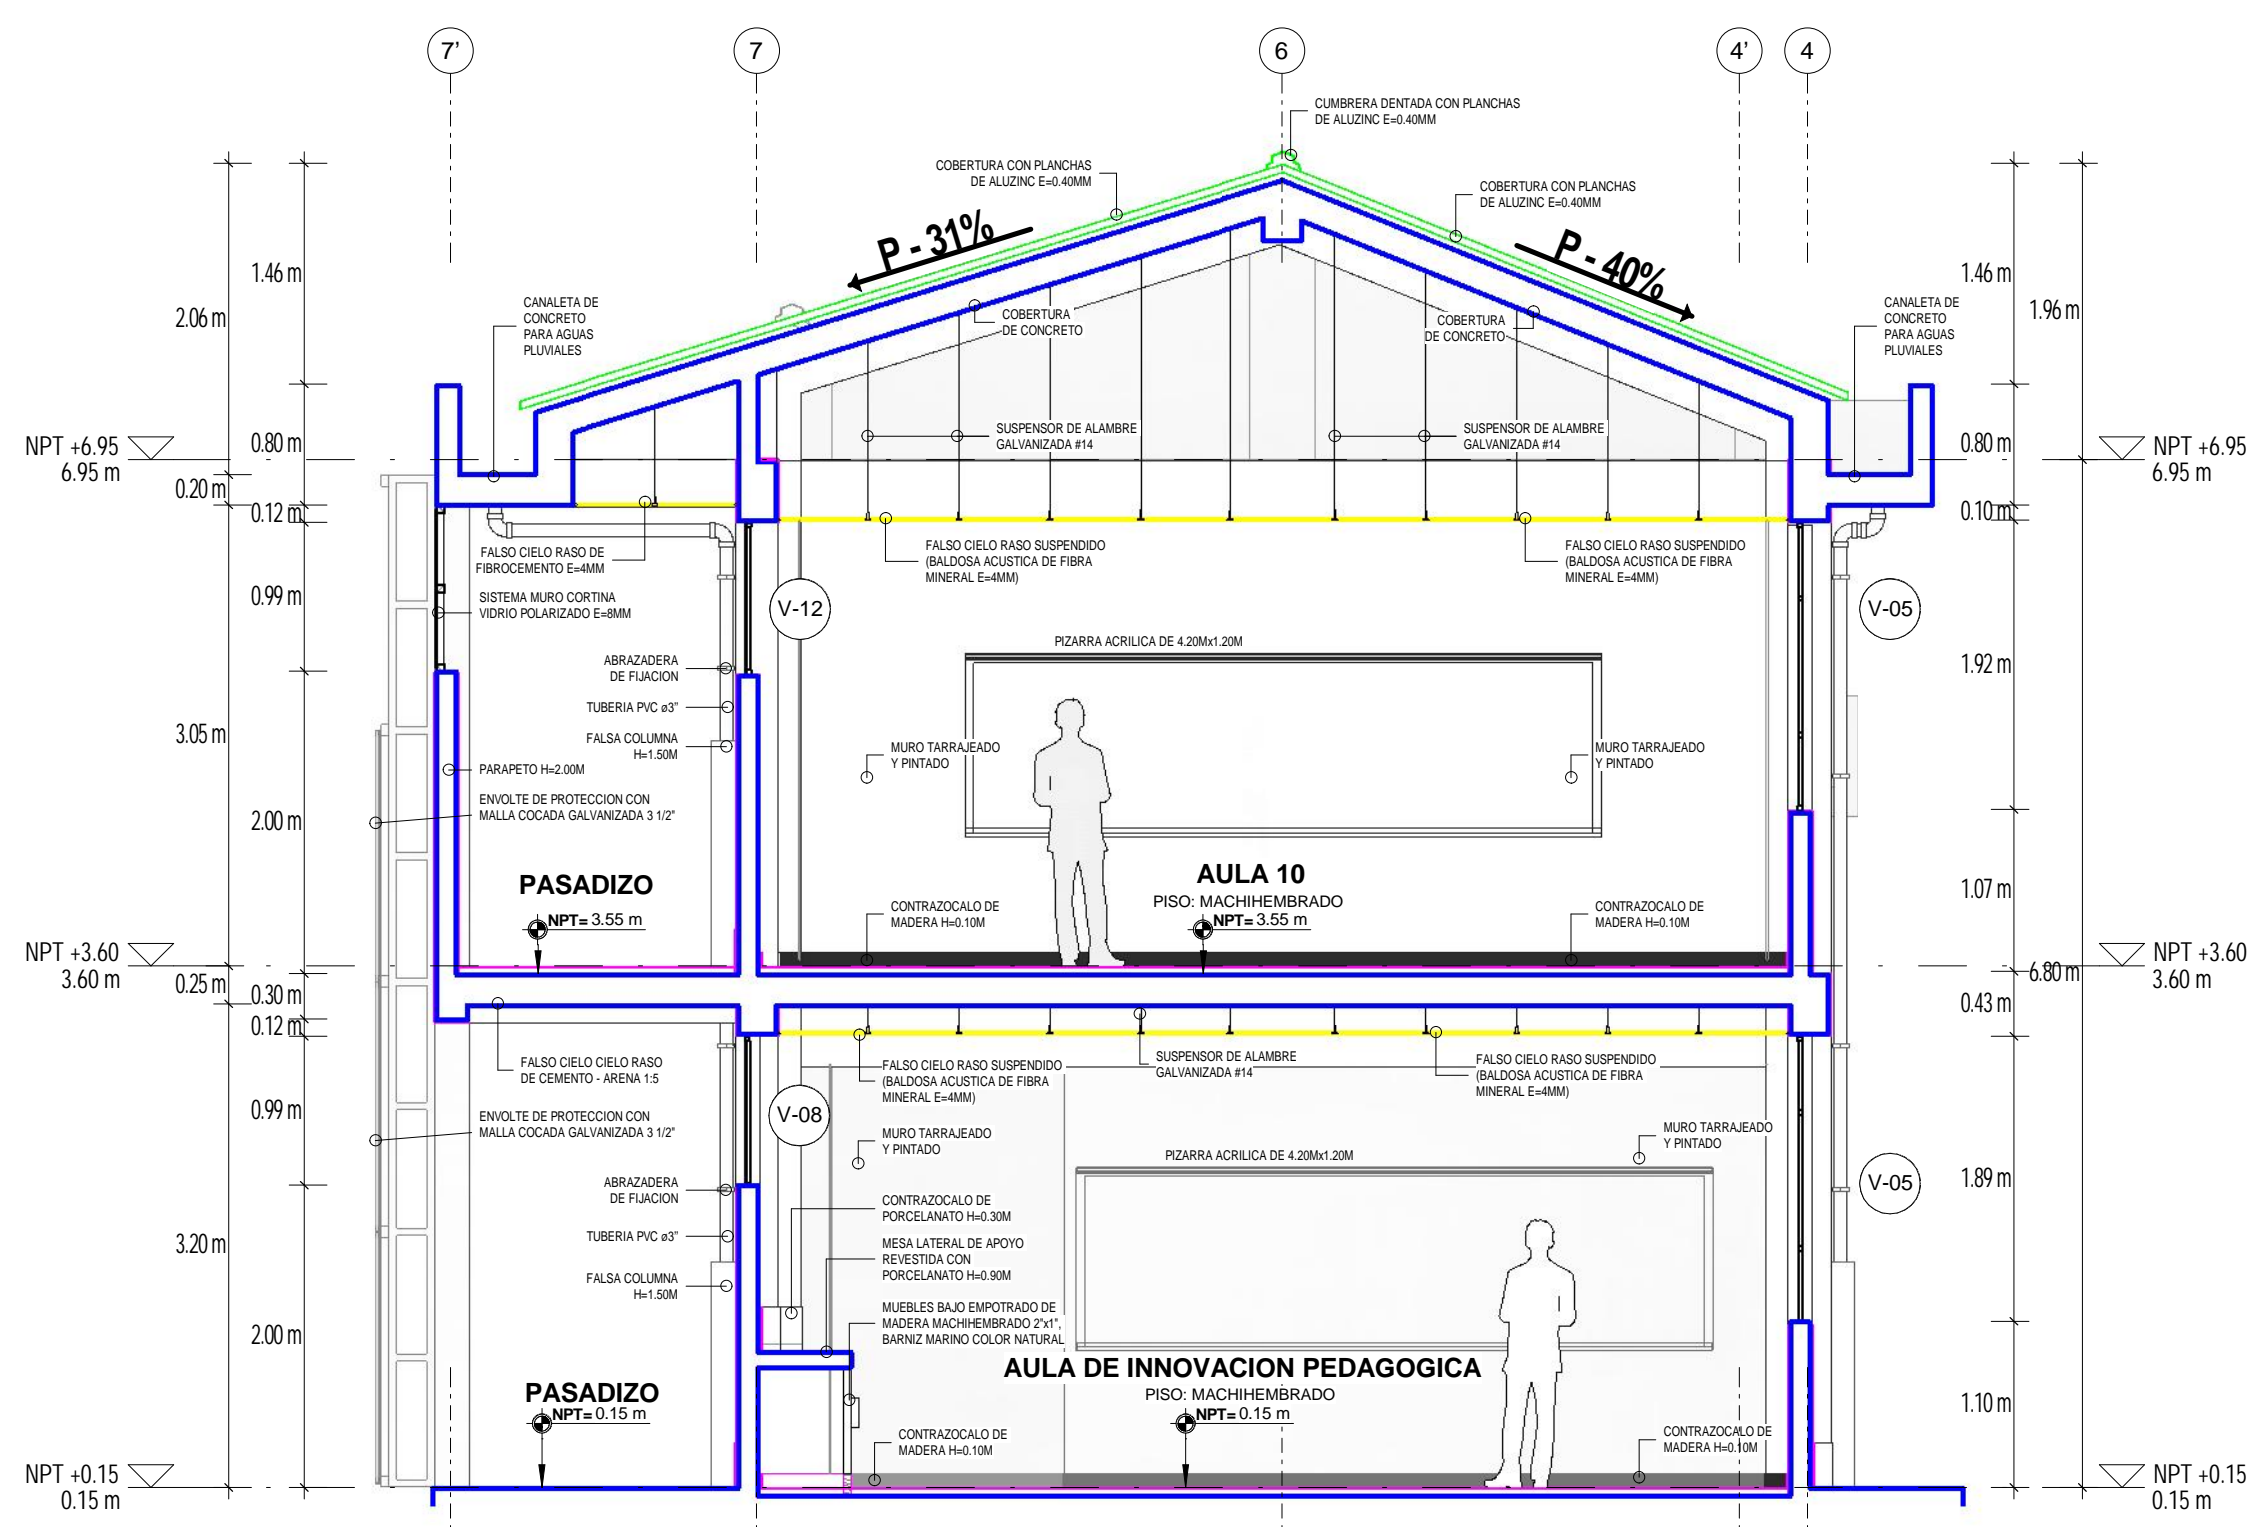 7'
7
6
4'
4
CUMBRERA DENTADA CON PLANCHAS
DE ALUZINC E=0.40MM
COBERTURA CON PLANCHAS
DE ALUZINC E=0.40MM
COBERTURA CON PLANCHAS
DE ALUZINC E=0.40MM
P - 31%
P - 40%
1.46 m
2.06 m
CANALETA DE
CONCRETO
PARA AGUAS
PLUVIALES
COBERTURA
DE CONCRETO
COBERTURA
DE CONCRETO
CANALETA DE
CONCRETO
PARA AGUAS
PLUVIALES
1.46 m
1.96 m
NPT +6.95
6.95 m
0.80 m
0.20 m
0.12 m
SUSPENSOR DE ALAMBRE
GALVANIZADA #14
SUSPENSOR DE ALAMBRE
GALVANIZADA #14
0.80 m
0.10 m
NPT +6.95
6.95 m
FALSO CIELO RASO DE
FIBROCEMENTO E=4MM
FALSO CIELO RASO SUSPENDIDO
(BALDOSA ACUSTICA DE FIBRA
MINERAL E=4MM)
FALSO CIELO RASO SUSPENDIDO
(BALDOSA ACUSTICA DE FIBRA
MINERAL E=4MM)
0.99 m
SISTEMA MURO CORTINA
VIDRIO POLARIZADO E=8MM
V-12
V-05
PIZARRA ACRILICA DE 4.20Mx1.20M
ABRAZADERA
DE FIJACION
1.92 m
TUBERIA PVC ø3"
3.05 m
FALSA COLUMNA
H=1.50M
MURO TARRAJEADO
Y PINTADO
MURO TARRAJEADO
Y PINTADO
PARAPETO H=2.00M
ENVOLTE DE PROTECCION CON
MALLA COCADA GALVANIZADA 3 1/2"
2.00 m
PASADIZO
NPT= 3.55 m
AULA 10
PISO: MACHIHEMBRADO
NPT= 3.55 m
CONTRAZOCALO DE
MADERA H=0.10M
CONTRAZOCALO DE
MADERA H=0.10M
1.07 m
NPT +3.60
3.60 m
0.25 m
0.30 m
0.12 m
6.80 m
0.43 m
NPT +3.60
3.60 m
FALSO CIELO CIELO RASO
DE CEMENTO - ARENA 1:5
FALSO CIELO RASO SUSPENDIDO
(BALDOSA ACUSTICA DE FIBRA
MINERAL E=4MM)
SUSPENSOR DE ALAMBRE
GALVANIZADA #14
FALSO CIELO RASO SUSPENDIDO
(BALDOSA ACUSTICA DE FIBRA
MINERAL E=4MM)
0.99 m
ENVOLTE DE PROTECCION CON
MALLA COCADA GALVANIZADA 3 1/2"
V-08
MURO TARRAJEADO
Y PINTADO
MURO TARRAJEADO
Y PINTADO
PIZARRA ACRILICA DE 4.20Mx1.20M
V-05
1.89 m
ABRAZADERA
DE FIJACION
CONTRAZOCALO DE
PORCELANATO H=0.30M
TUBERIA PVC ø3"
3.20 m
MESA LATERAL DE APOYO
REVESTIDA CON
PORCELANATO H=0.90M
FALSA COLUMNA
H=1.50M
MUEBLES BAJO EMPOTRADO DE
MADERA MACHIHEMBRADO 2"x1",
BARNIZ MARINO COLOR NATURAL
2.00 m
PASADIZO
NPT= 0.15 m
AULA DE INNOVACION PEDAGOGICA
PISO: MACHIHEMBRADO
NPT= 0.15 m
1.10 m
CONTRAZOCALO DE
MADERA H=0.10M
CONTRAZOCALO DE
MADERA H=0.10M
NPT +0.15
0.15 m
NPT +0.15
0.15 m